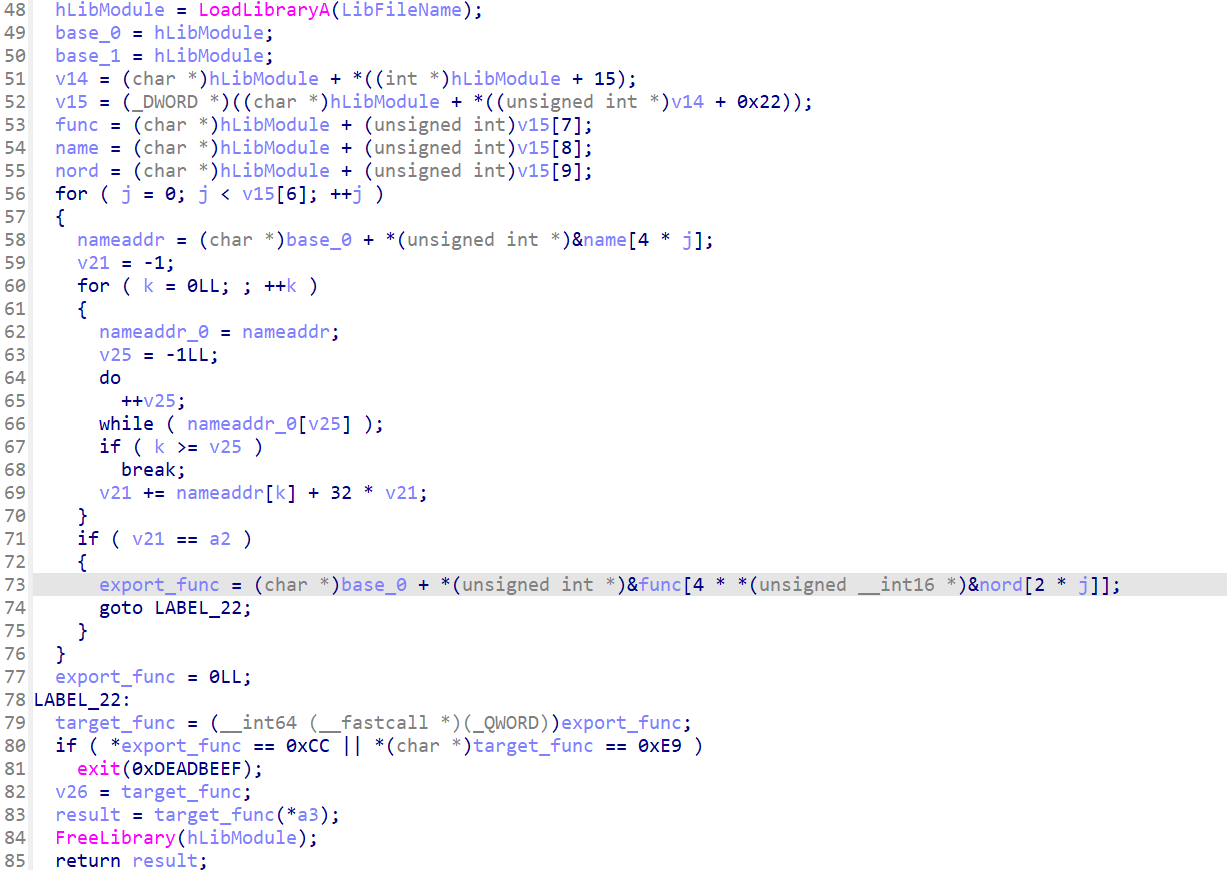 48 hLibModule = LoadLibraryA(LibFileName);
49 base_0 = hLibModule;
50 base_1 = hLibModule;
51 v14 = (char *)hLibModule + *((int *)hLibModule + 15);
52 v15 = (_DWORD *)((char *)hLibModule + *((unsigned int *)v14 + 0x22));
53 func = (char *)hLibModule + (unsigned int)v15[7];
54 name = (char *)hLibModule + (unsigned int)v15[8];
55 nord = (char *)hLibModule + (unsigned int)v15[9];
56 for ( j = 0; j < v15[6]; ++j )
57 {
58 nameaddr = (char *)base_0 + *(unsigned int *)&name[4 * j];
59 v21 = -1;
60 for ( k = 0LL; ; ++k )
61 {
62 nameaddr_0 = nameaddr;
63 v25 = -1LL;
64 do
65 ++v25;
66 while ( nameaddr_0[v25] );
67 if ( k >= v25 )
68 break;
69 v21 += nameaddr[k] + 32 * v21;
70 }
71 if ( v21 == a2 )
72 {
73 export_func = (char *)base_0 + *(unsigned int *)&func[4 * *(unsigned __int16 *)&nord[2 * j]];
74 goto LABEL_22;
75 }
76 }
77 export_func = 0LL;
78 LABEL_22:
79 target_func = (__int64 (__fastcall *)(_QWORD))export_func;
80 if ( *export_func == 0xCC || *(char *)target_func == 0xE9 )
81 exit(0xDEADBEEF);
82 v26 = target_func;
83 result = target_func(*a3);
84 FreeLibrary(hLibModule);
85 return result;